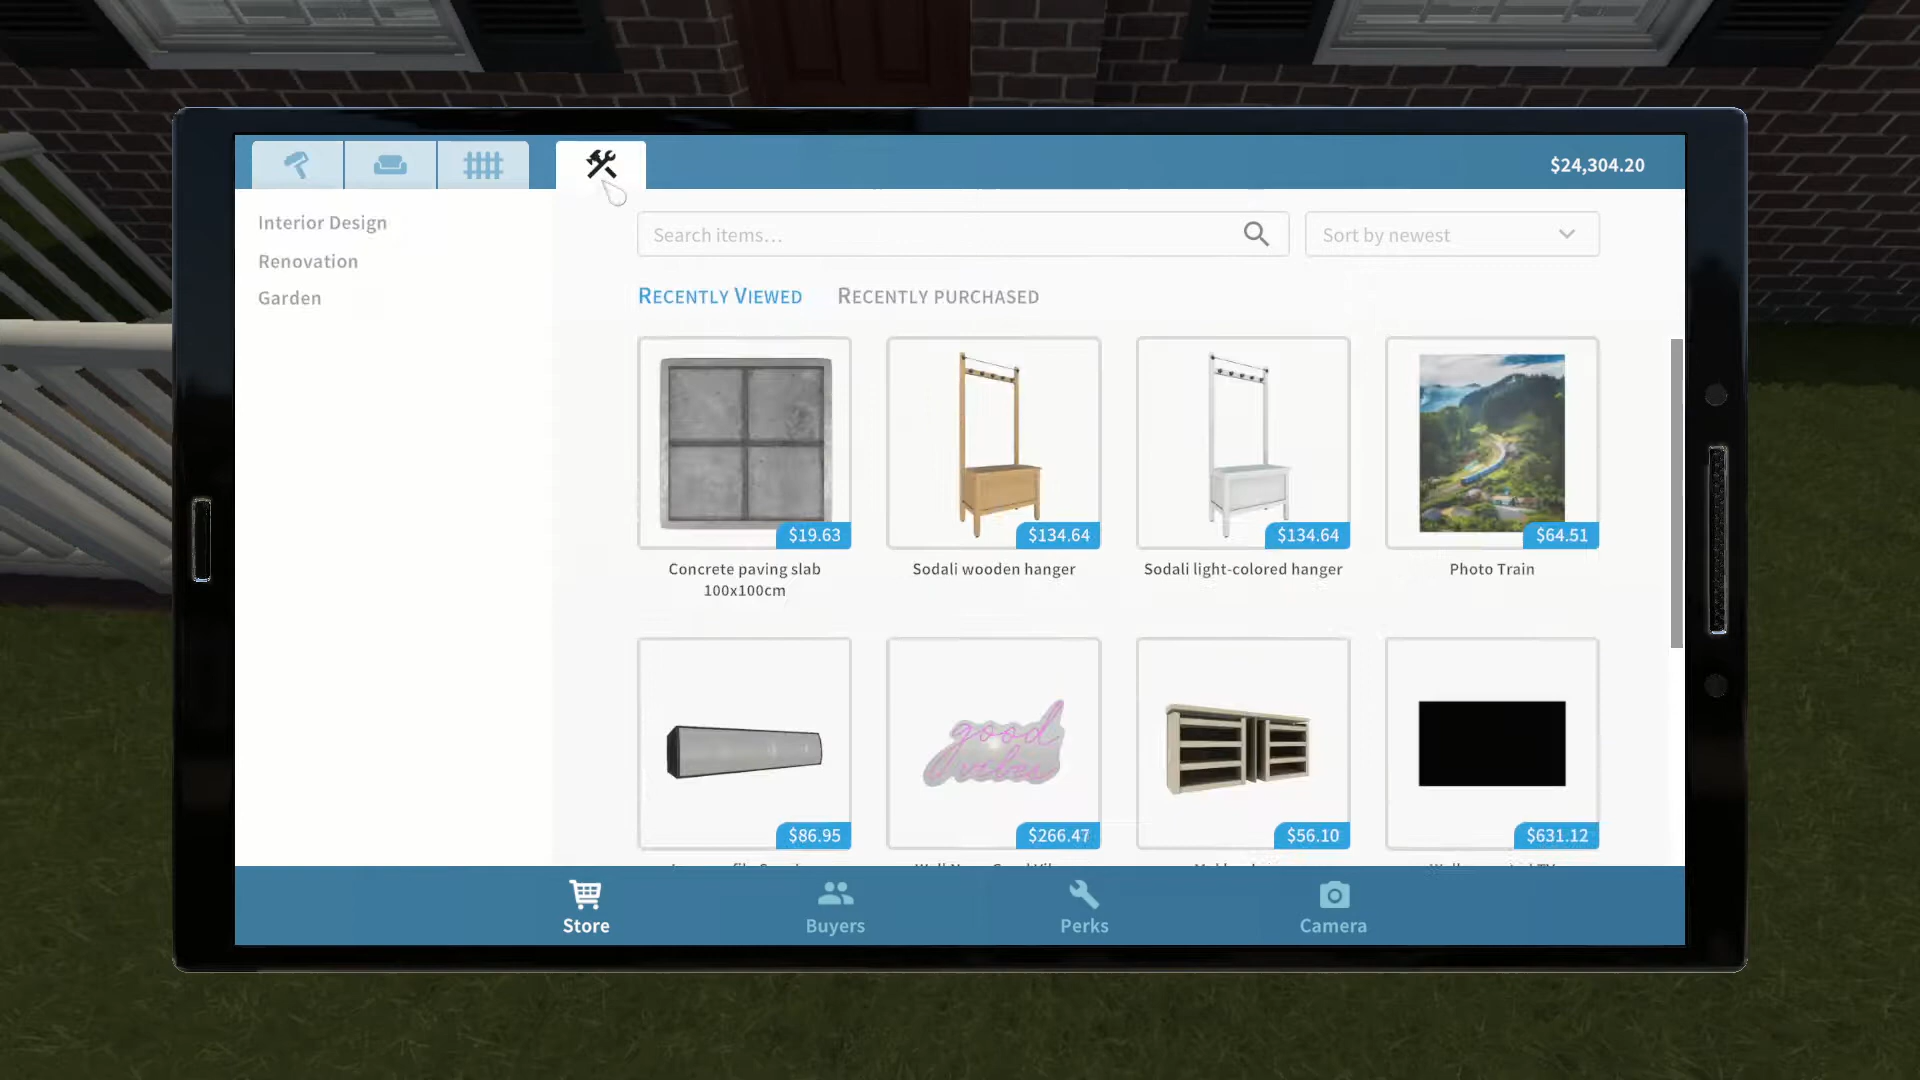 $24,304.20
Interior Design
Renovation
Garden
Search items...
Sort by newest
RECENTLY VIEWED
RECENTLY PURCHASED
$19.63
$134.64
$134.64
$64.51
Concrete paving slab
100x100cm
Sodali wooden hanger
Sodali light-colored hanger
Photo Train
good
vibes
$86.95
$266.47
$56.10
$631.12
Store
Buyers
Perks
Camera